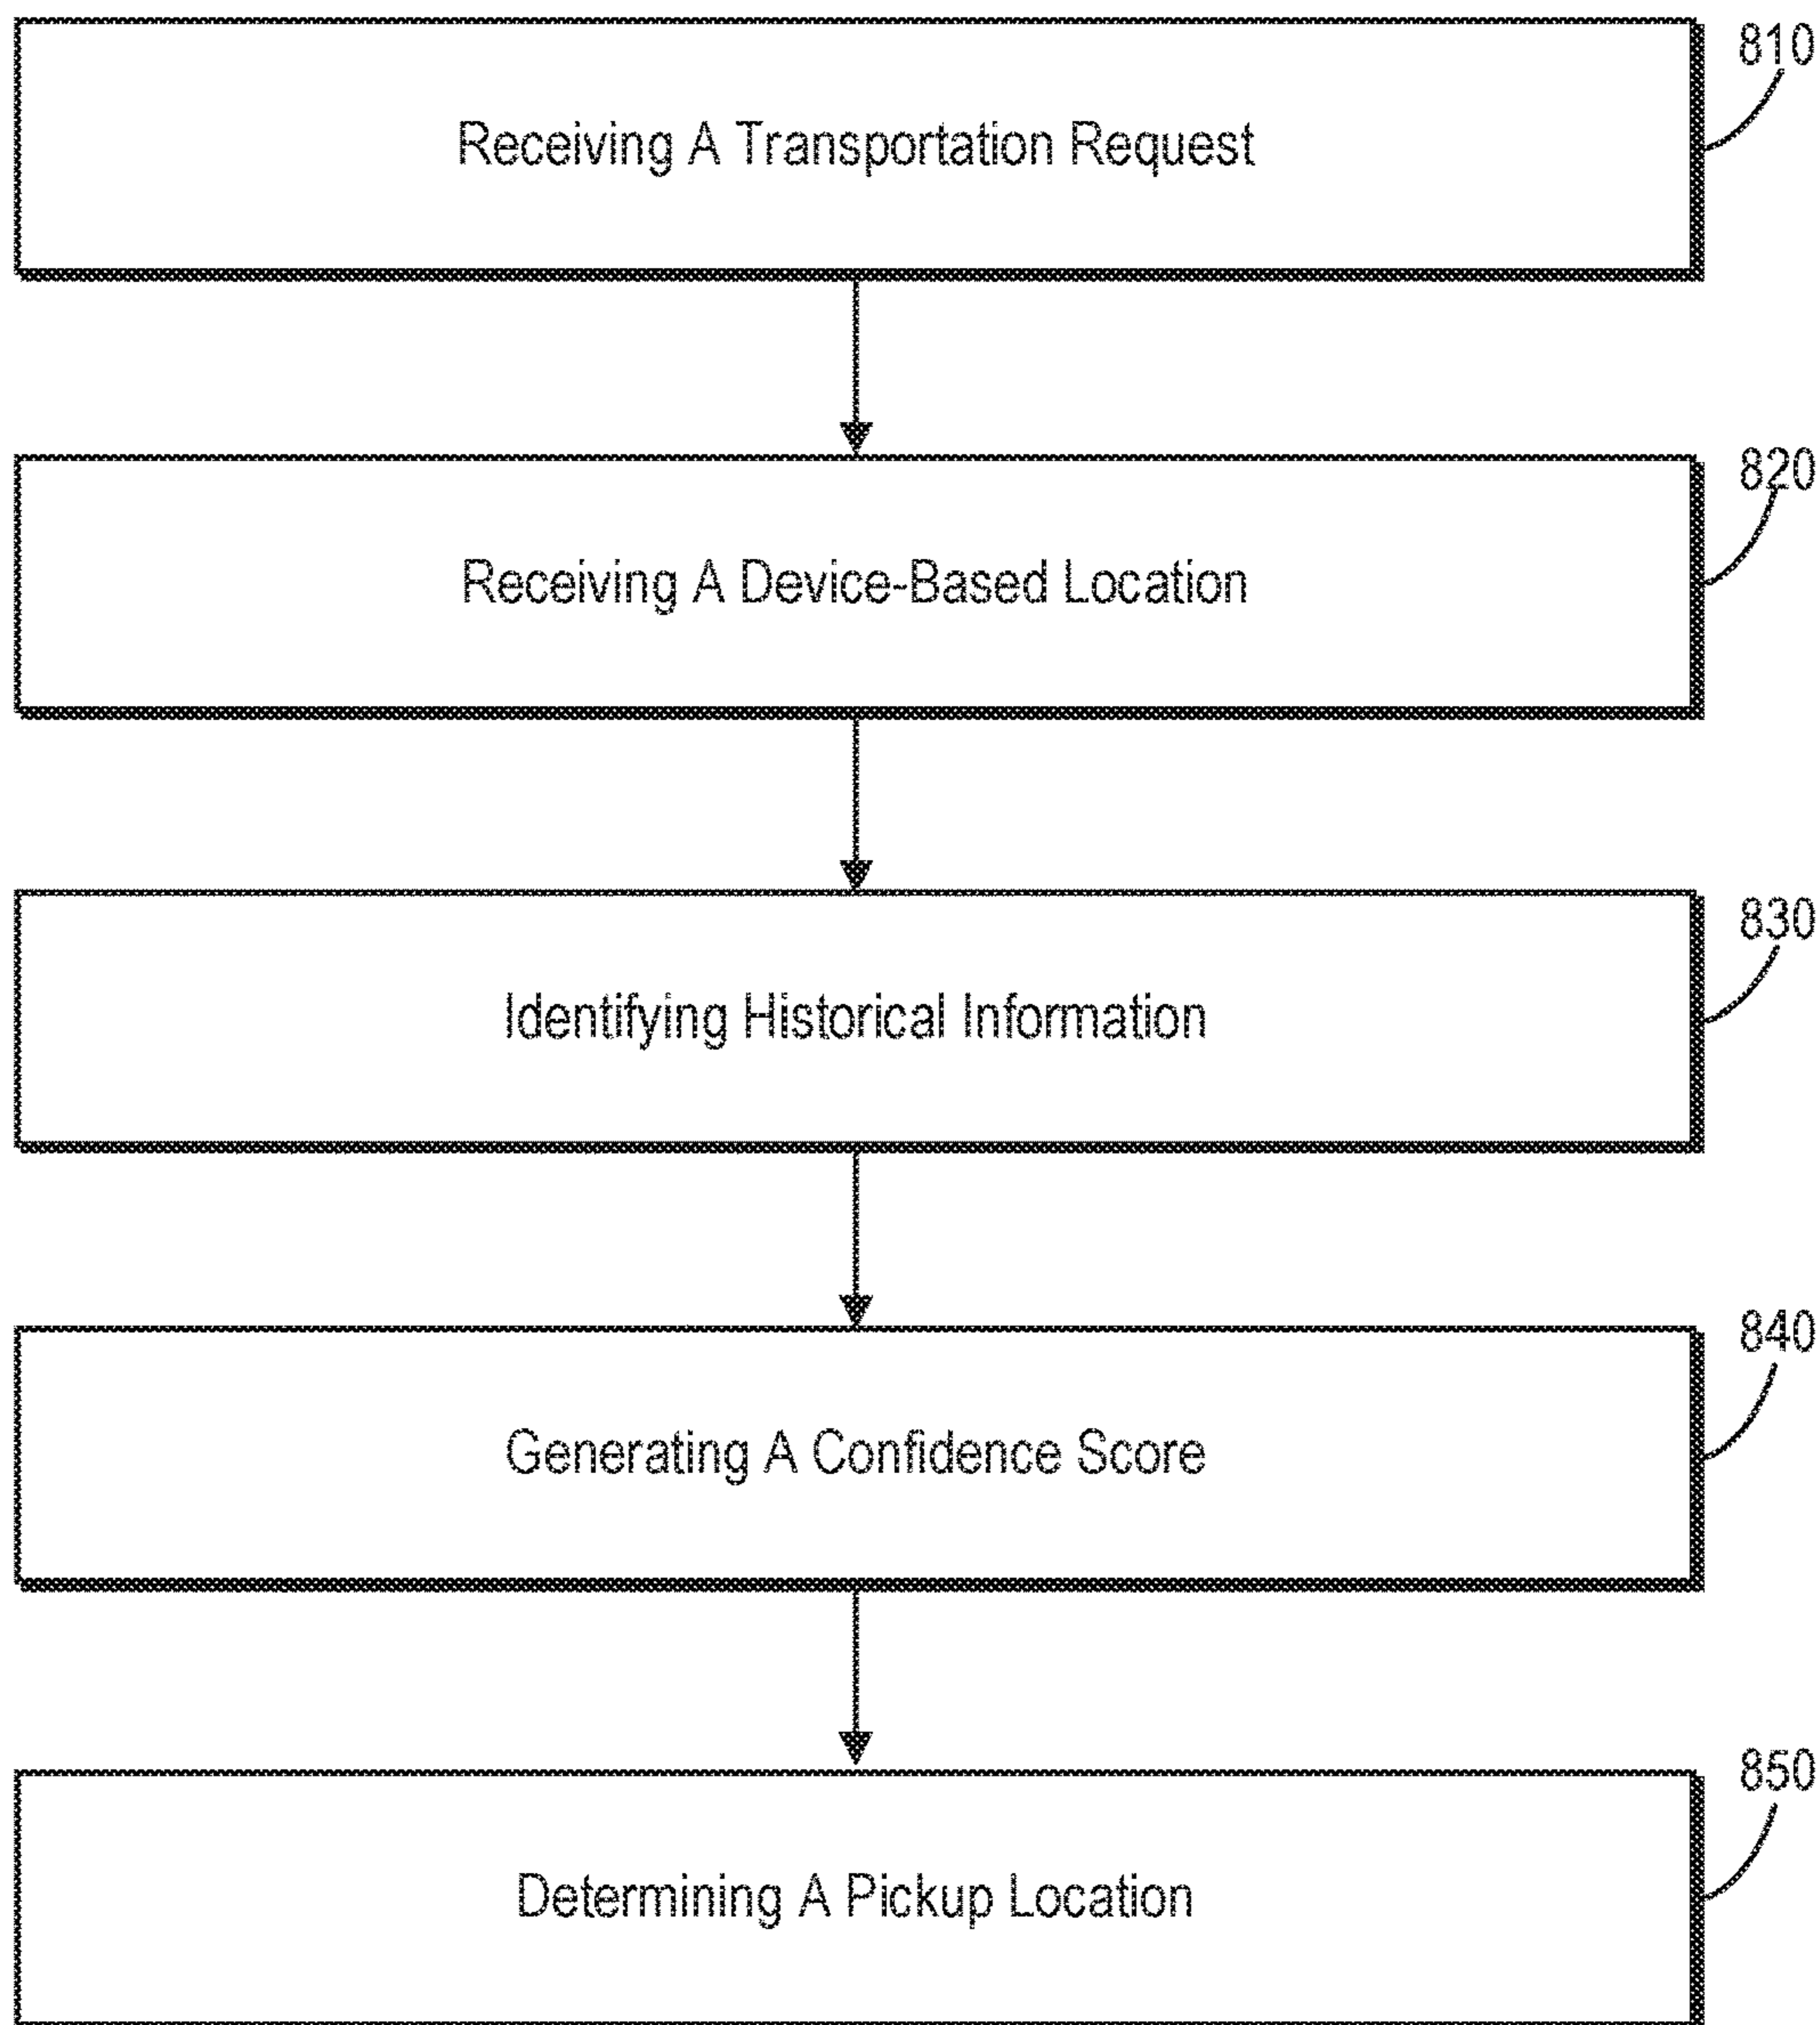 810
Receiving A Transportation Request
820
Receiving A Device-Based Location
830
Identifying Historical Information
840
Generating A Confidence Score
850
Determining A Pickup Location